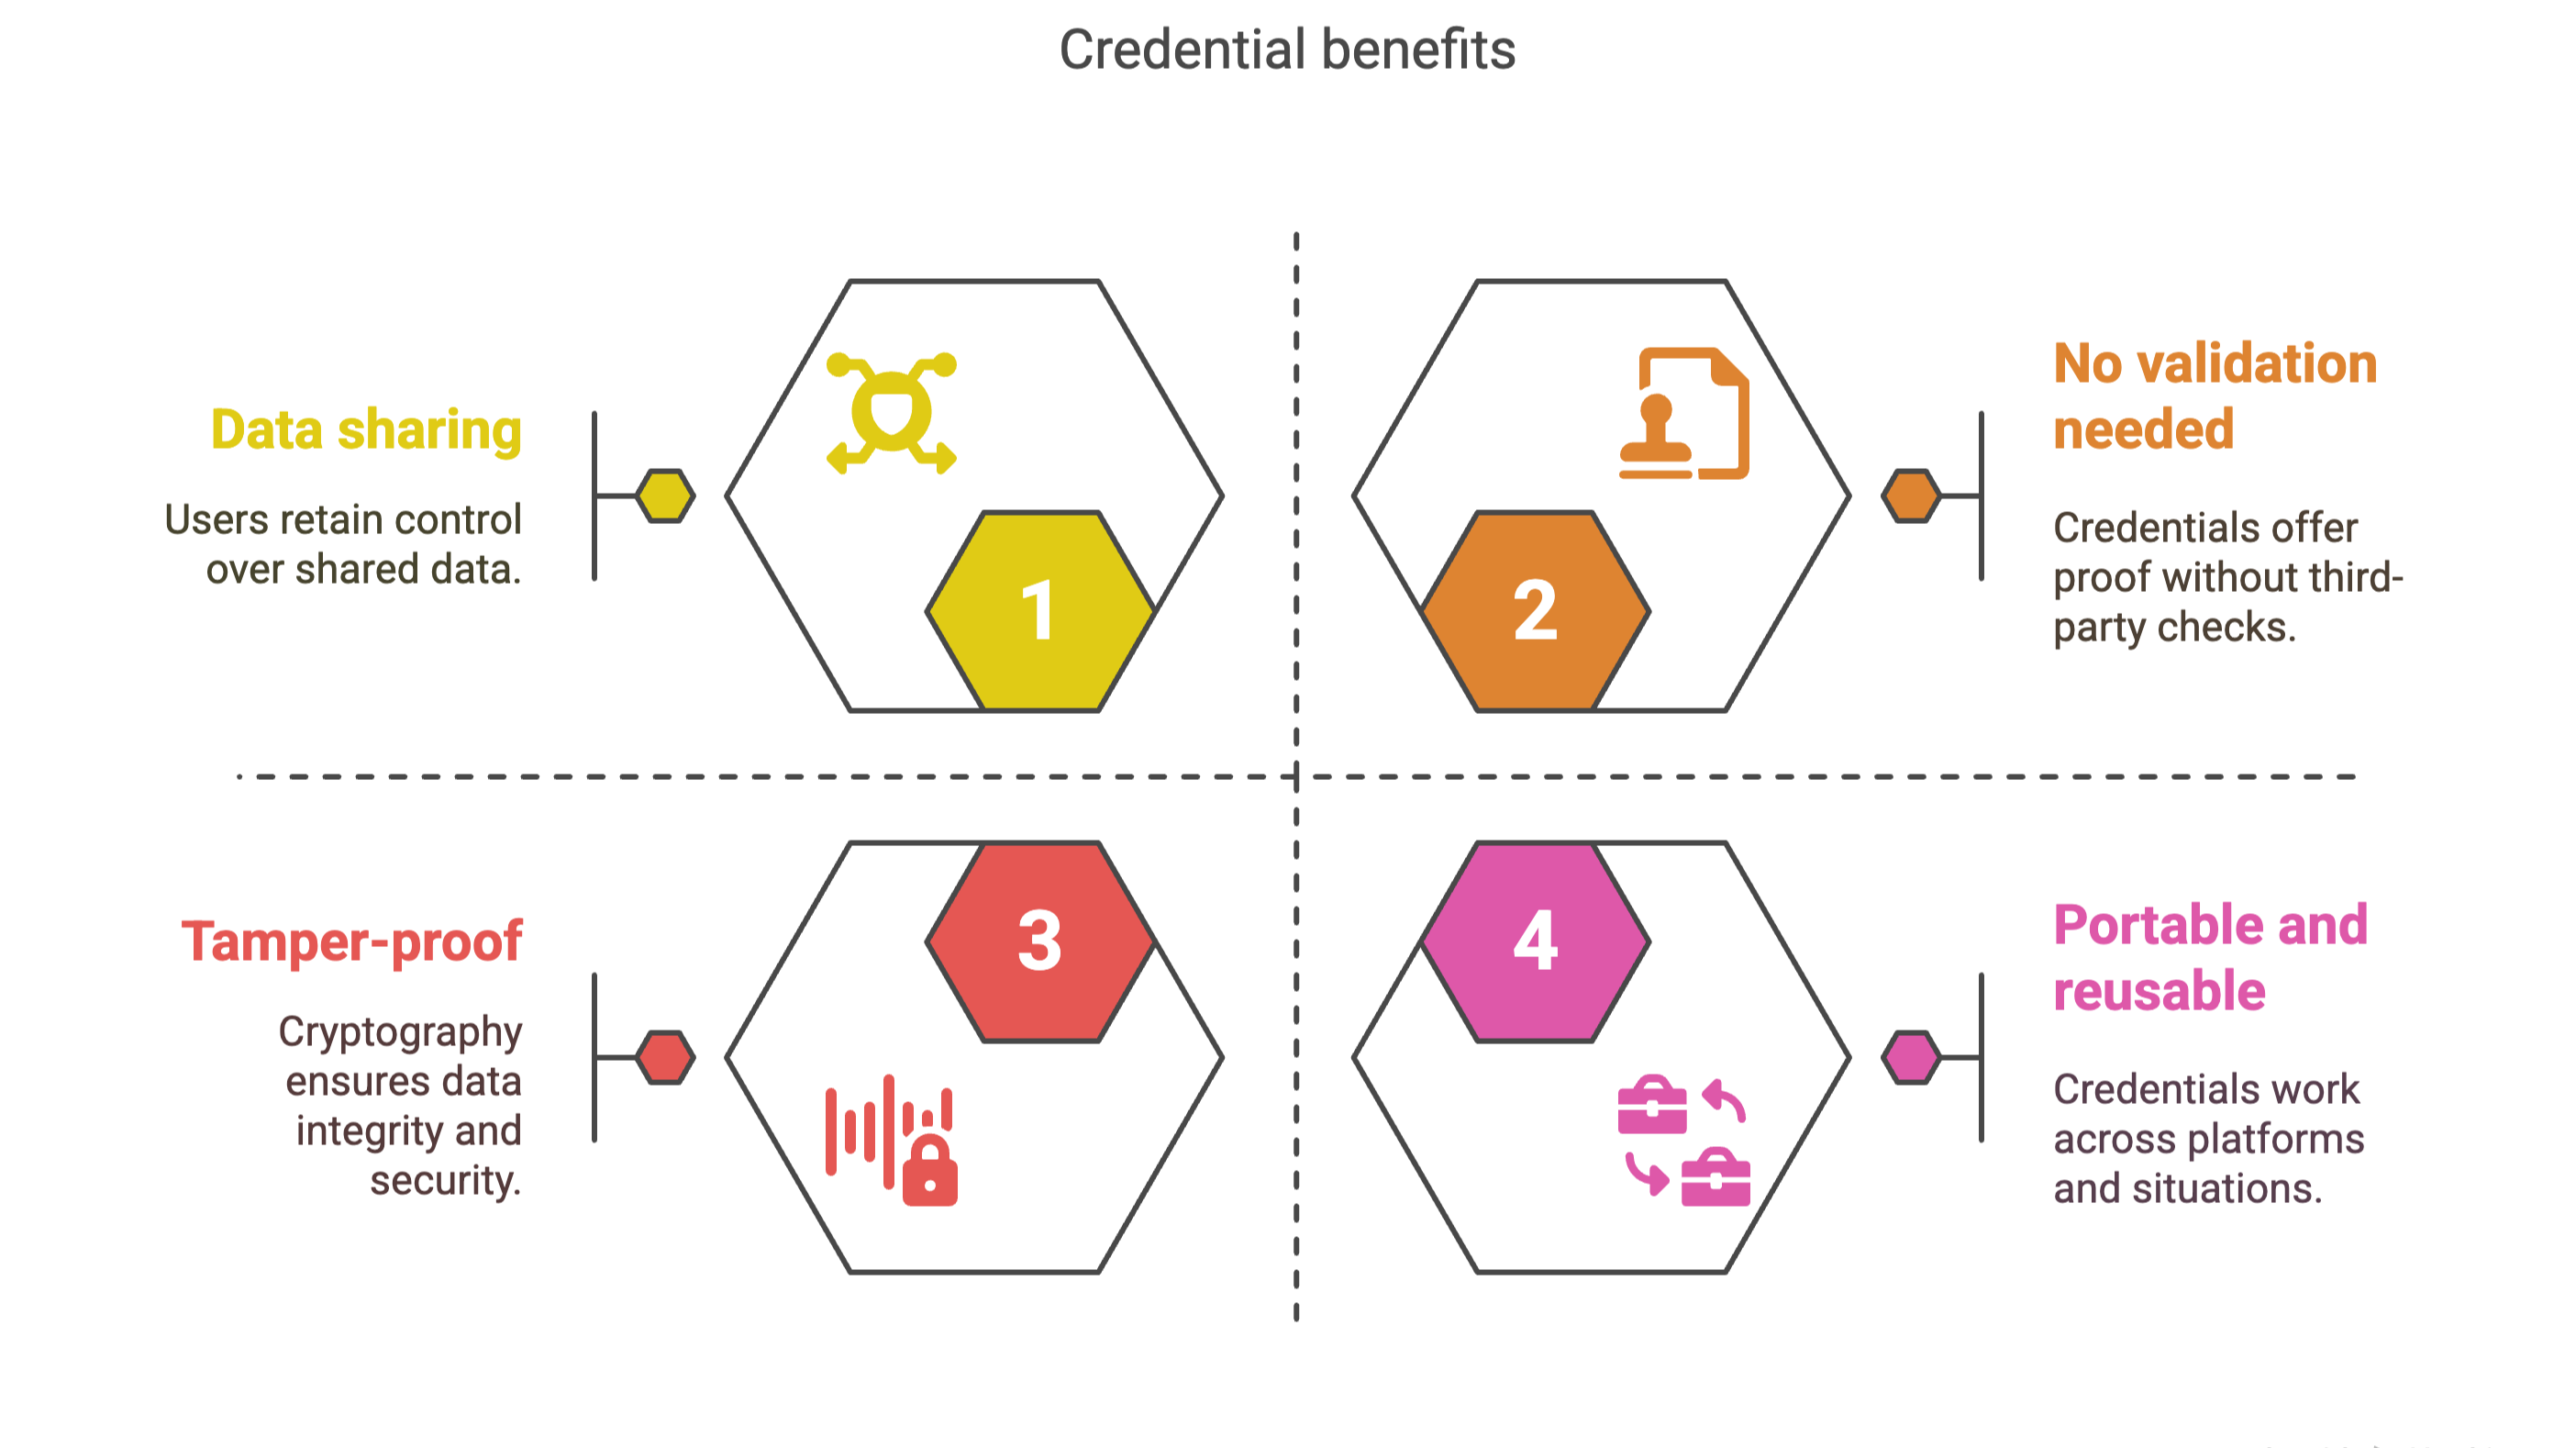 Credential benefits
Data sharing
Users retain control
over shared data.
1
2
No validation
needed
Credentials offer
proof without third-
party checks.
Tamper-proof
Cryptography
ensures data
integrity and
security.
3
4
Portable and
reusable
Credentials work
across platforms
and situations.